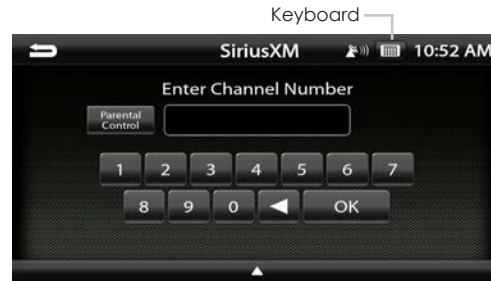 Keyboard
SiriusXM 10:52 AM
Enter Channel Number
Parental
Control
1 2 3 4 5 6 7
8 9 0 OK